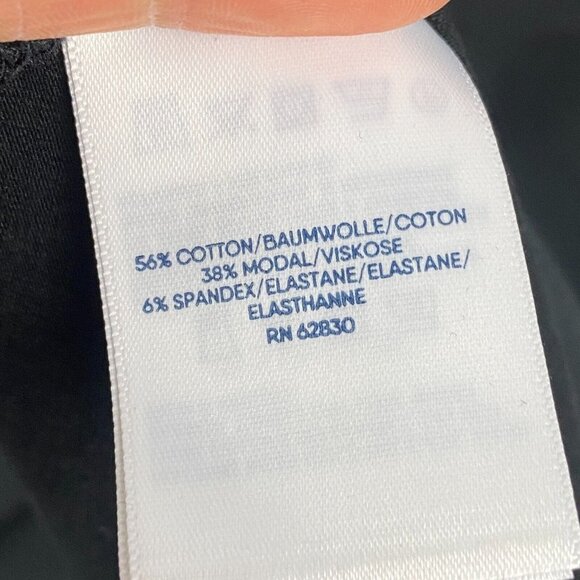 56% COTTON/BAUMWOLLE/COTON
38% MODAL/VISKOSE
6% SPANDEX/ELASTANE/ELASTANE/
ELASTHANNE
RN 62830